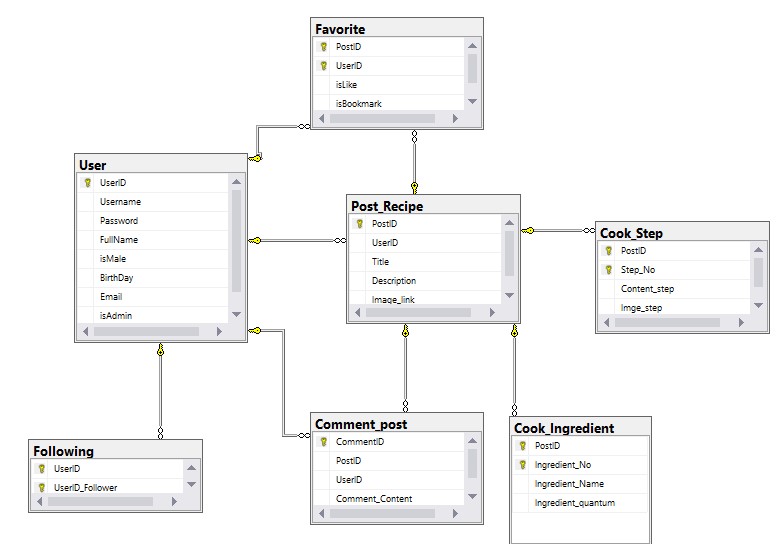 Favorite
PostID
UserID
isLike
isBookmark
User
UserID
Username
Password
FullName
isMale
BirthDay
Email
isAdmin
Post_Recipe
PostID
UserID
Title
Description
Image_link
Cook_Step
PostID
Step_No
Content_step
Imge_step
Following
UserID
UserID_Follower
Comment_post
CommentID
PostID
UserID
Comment_Content
Cook_Ingredient
PostID
Ingredient_No
Ingredient_Name
Ingredient_quantum